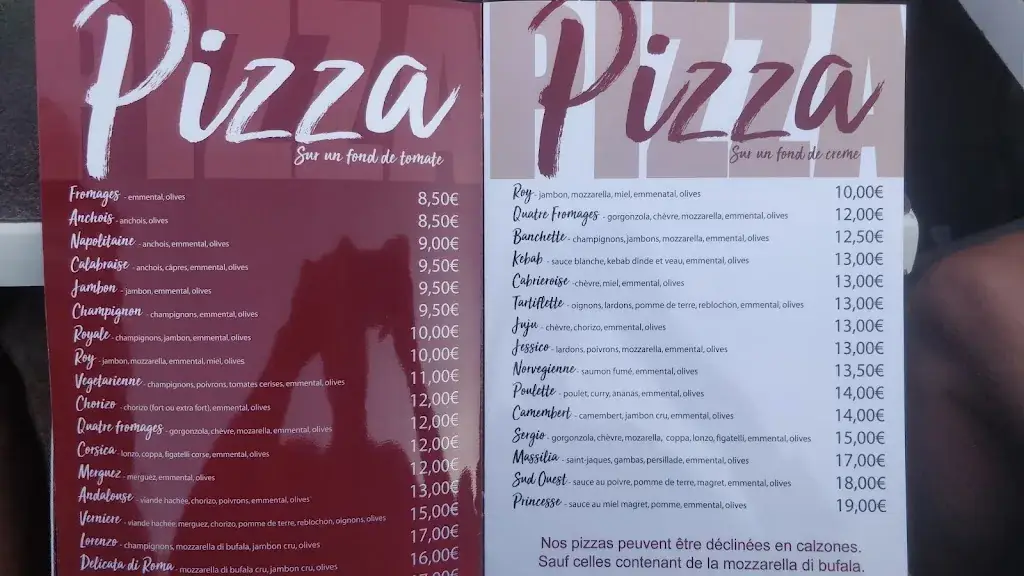 Pizza
Sur un fond de tomate
Fromages - emmental, olives 8,50€
Anchois - anchois, olives 8,50€
Napolitaine - anchois, emmental, olives 9,00€
Calabraise - anchois, câpres, emmental, olives 9,50€
Jambon - jambon, emmental, olives 9,50€
Champignon - champignons, emmental, olives 9,50€
Royale - champignons, jambon, emmental, olives 10,00€
Roy - jambon, mozzarella, emmental, miel, olives 10,00€
Vegetarienne - champignons, poivrons, tomates cerises, emmental, olives 11,00€
Chorizo - chorizo (fort ou extra fort), emmental, olives 12,00€
Quatre fromages - gorgonzola, chèvre, mozarella, emmental, olives 12,00€
Corsica - lonzo, coppa, figatelli corse, emmental, olives 12,00€
Merguez - merguez, emmental, olives 12,00€
Andalouse - viande hachée, chorizo, poivrons, emmental, olives 13,00€
Verniere - viande hachée, merguez, chorizo, pomme de terre, reblochon, oignons, olives 15,00€
Lorenzo - champignons, mozzarella di bufala, jambon cru, olives 17,00€
Delicata di Roma - mozzarella di bufala cru, jambon cru, olives 16,00€
17,00€
Pizza
Sur un fond de creme
Roy - jambon, mozzarella, miel, emmenatal, olives 10,00€
Quatre Fromages - gorgonzola, chèvre, mozzarella, emmental, olives 12,00€
Banchette - champignons, jambons, mozzarella, emmental, olives 12,50€
Kebab - sauce blanche, kebab dinde et veau, emmental, olives 13,00€
Cabrieroise - chèvre, miel, emmental, olives 13,00€
Tartiflette - oignons, lardons, pomme de terre, reblochon, emmental, olives 13,00€
Juju - chèvre, chorizo, emmental, olives 13,00€
Jessico - lardons, poivrons, mozzarella, emmental, olives 13,00€
Norvegienne - saumon fumé, emmental, olives 13,50€
Poulette - poulet, curry, ananas, emmental, olives 14,00€
Camembert - camembert, jambon cru, emmental, olives 14,00€
Sergio - gorgonzola, chèvre, mozarella, coppa, lonzo, figatelli, emmental, olives 15,00€
Massilia - saint-jaques, gambas, persillade, emmental, olives 17,00€
Sud Ouest - sauce au poivre, pomme de terre, magret, emmental, olives 18,00€
Princesse - sauce au miel magret, pomme, emmental, olives 19,00€
Nos pizzas peuvent être déclinées en calzones.
Sauf celles contenant de la mozzarella di bufala.